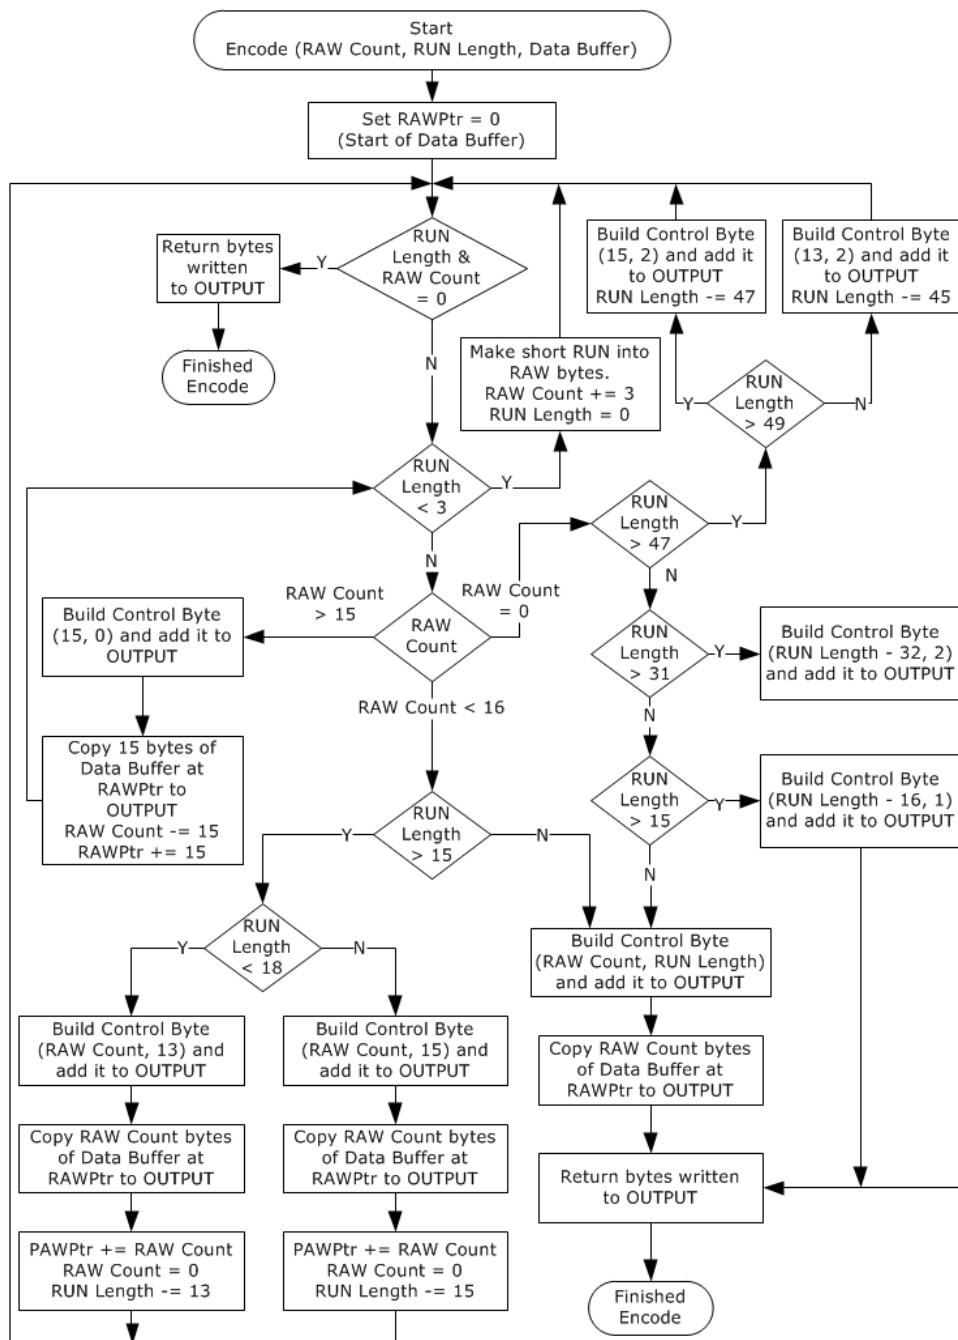 Start
Encode (RAW Count, RUN Length, Data Buffer)
Set RAWPtr = 0
(Start of Data Buffer)
RUN
Length &
RAW Count
= 0
Y
N
Return bytes
written
to OUTPUT
Finished
Encode
Build Control Byte
(15, 2) and add it
to OUTPUT
RUN Length -= 47
Build Control Byte
(13, 2) and add it
to OUTPUT
RUN Length -= 45
Make short RUN into
RAW bytes.
RAW Count += 3
RUN Length = 0
RUN
Length
> 49
Y
N
RUN
Length
< 3
Y
N
RUN
Length
> 47
Y
N
RAW Count
> 15
RAW Count
= 0
RAW
Count
RAW Count < 16
Build Control Byte
(15, 0) and add it to
OUTPUT
Copy 15 bytes of
Data Buffer at
RAWPtr to
OUTPUT
RAW Count -= 15
RAWPtr += 15
RUN
Length
> 31
Y
N
Build Control Byte
(RUN Length - 32, 2)
and add it to OUTPUT
RUN
Length
> 15
Y
N
Build Control Byte
(RUN Length - 16, 1)
and add it to OUTPUT
RUN
Length
> 15
Y
N
RUN
Length
< 18
Y
N
Build Control Byte
(RAW Count, RUN Length)
and add it to OUTPUT
Build Control Byte
(RAW Count, 13) and
add it to OUTPUT
Build Control Byte
(RAW Count, 15) and
add it to OUTPUT
Copy RAW Count bytes
of Data Buffer at
RAWPtr to OUTPUT
Copy RAW Count bytes
of Data Buffer at
RAWPtr to OUTPUT
Copy RAW Count bytes
of Data Buffer at
RAWPtr to OUTPUT
Return bytes written
to OUTPUT
PAWPtr += RAW Count
RAW Count = 0
RUN Length -= 13
PAWPtr += RAW Count
RAW Count = 0
RUN Length -= 15
Finished
Encode